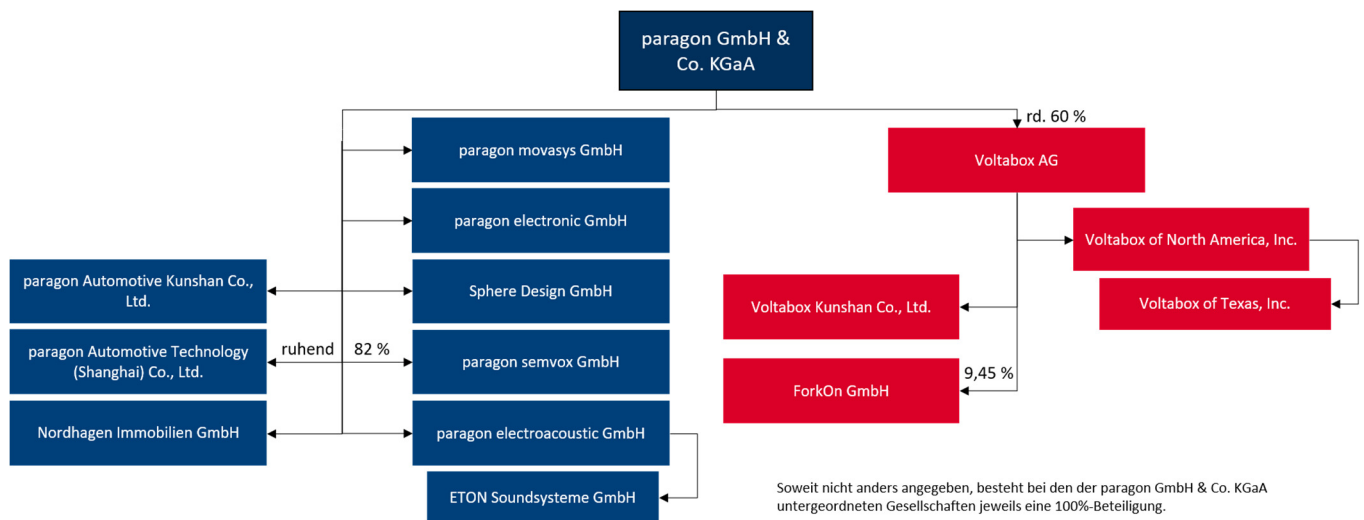 paragon GmbH &
Co. KGaA
rd. 60 %
paragon movasys GmbH
Voltabox AG
paragon electronic GmbH
Voltabox of North America, Inc.
paragon Automotive Kunshan Co.,
Ltd.
Sphere Design GmbH
Voltabox Kunshan Co., Ltd.
Voltabox of Texas, Inc.
paragon Automotive Technology
(Shanghai) Co., Ltd.
ruhend
82 %
paragon semvox GmbH
9,45 %
ForkOn GmbH
Nordhagen Immobilien GmbH
paragon electroacoustic GmbH
ETON Soundsysteme GmbH
Soweit nicht anders angegeben, besteht bei den der paragon GmbH & Co. KGaA
untergeordneten Gesellschaften jeweils eine 100%-Beteiligung.